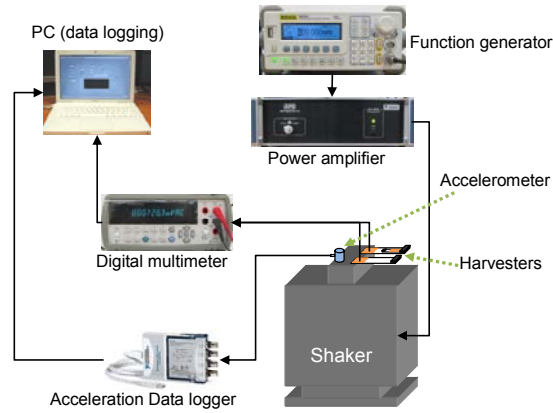 PC (data logging)
Function generator
Power amplifier
Accelerometer
Digital multimeter
Harvesters
Shaker
Acceleration Data logger